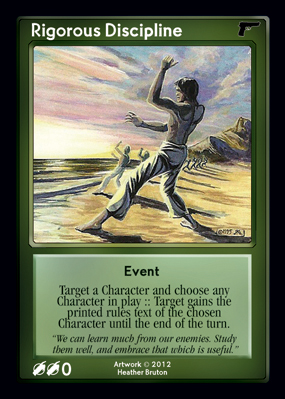 Rigorous Discipline
Event
Target a Character and choose any
Character in play :: Target gains the
printed rules text of the chosen
Character until the end of the turn.
“We can learn much from our enemies. Study
them well, and embrace that which is useful.”
0
Artwork © 2012
Heather Bruton